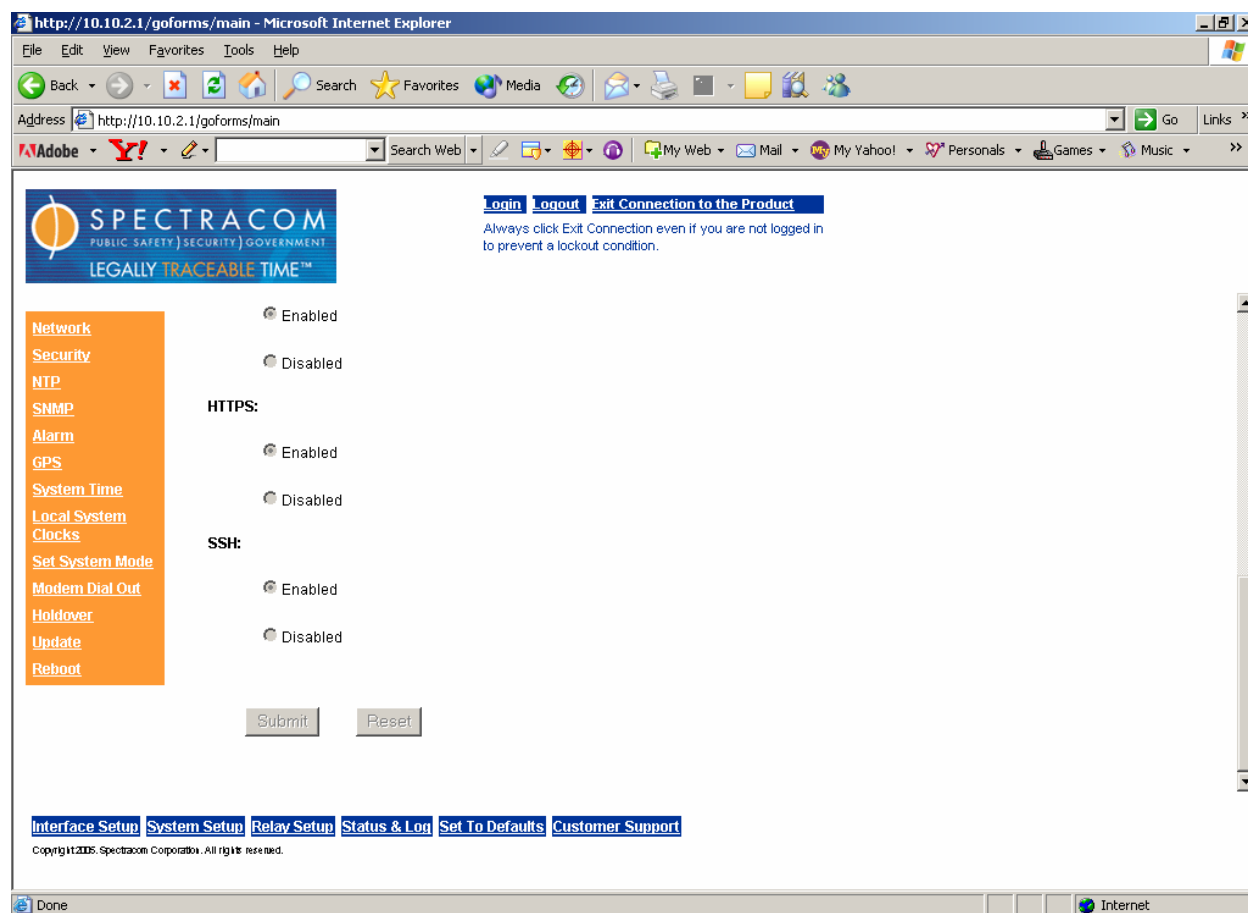 http://10.10.2.1/goforms/main - Microsoft Internet Explorer
File Edit View Favorites Tools Help
Back Search Favorites Media
Address http://10.10.2.1/goforms/main Go Links »
Adobe Y! Search Web My Web Mail My Yahoo! Personals Games Music »
SPECTRACOM
PUBLIC SAFETY ) SECURITY ) GOVERNMENT
LEGALLY TRACEABLE TIME™
Login Logout Exit Connection to the Product
Always click Exit Connection even if you are not logged in
to prevent a lockout condition.
Network
Security
NTP
SNMP
Alarm
GPS
System Time
Local System
Clocks
Set System Mode
Modem Dial Out
Holdover
Update
Reboot
Enabled
Disabled
HTTPS:
Enabled
Disabled
SSH:
Enabled
Disabled
Submit Reset
Interface Setup System Setup Relay Setup Status & Log Set To Defaults Customer Support
Copyright 2005. Spectracom Corporation. All rights reserved.
Done Internet